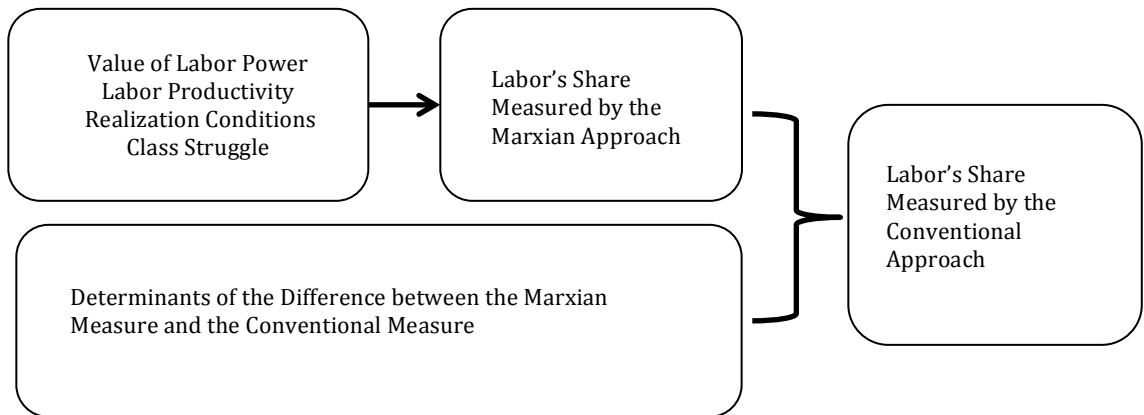 Value of Labor Power
Labor Productivity
Realization Conditions
Class Struggle
Labor’s Share
Measured by the
Marxian Approach
Determinants of the Difference between the Marxian
Measure and the Conventional Measure
Labor’s Share
Measured by the
Conventional
Approach